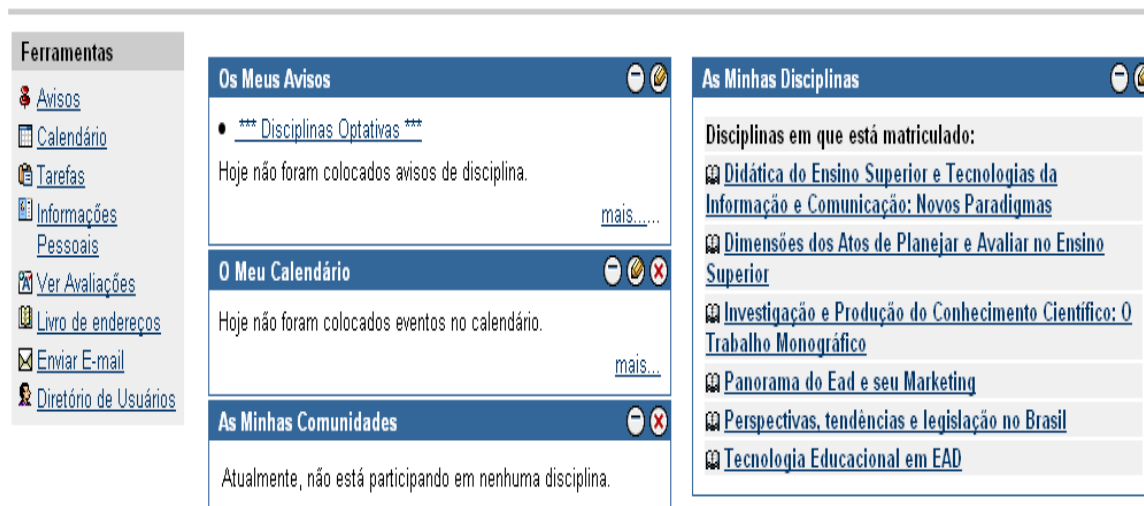 Ferramentas
Avisos
Calendário
Tarefas
Informações
Pessoais
Ver Avaliações
Livro de endereços
Enviar E-mail
Diretório de Usuários
Os Meus Avisos
*** Disciplinas Optativas ***
Hoje não foram colocados avisos de disciplina.
mais......
O Meu Calendário
Hoje não foram colocados eventos no calendário.
mais...
As Minhas Comunidades
Atualmente, não está participando em nenhuma disciplina.
As Minhas Disciplinas
Disciplinas em que está matriculado:
Didática do Ensino Superior e Tecnologias da
Informação e Comunicação: Novos Paradigmas
Dimensões dos Atos de Planejar e Avaliar no Ensino
Superior
Investigação e Produção do Conhecimento Científico: O
Trabalho Monográfico
Panorama do Ead e seu Marketing
Perspectivas, tendências e legislação no Brasil
Tecnologia Educacional em EAD